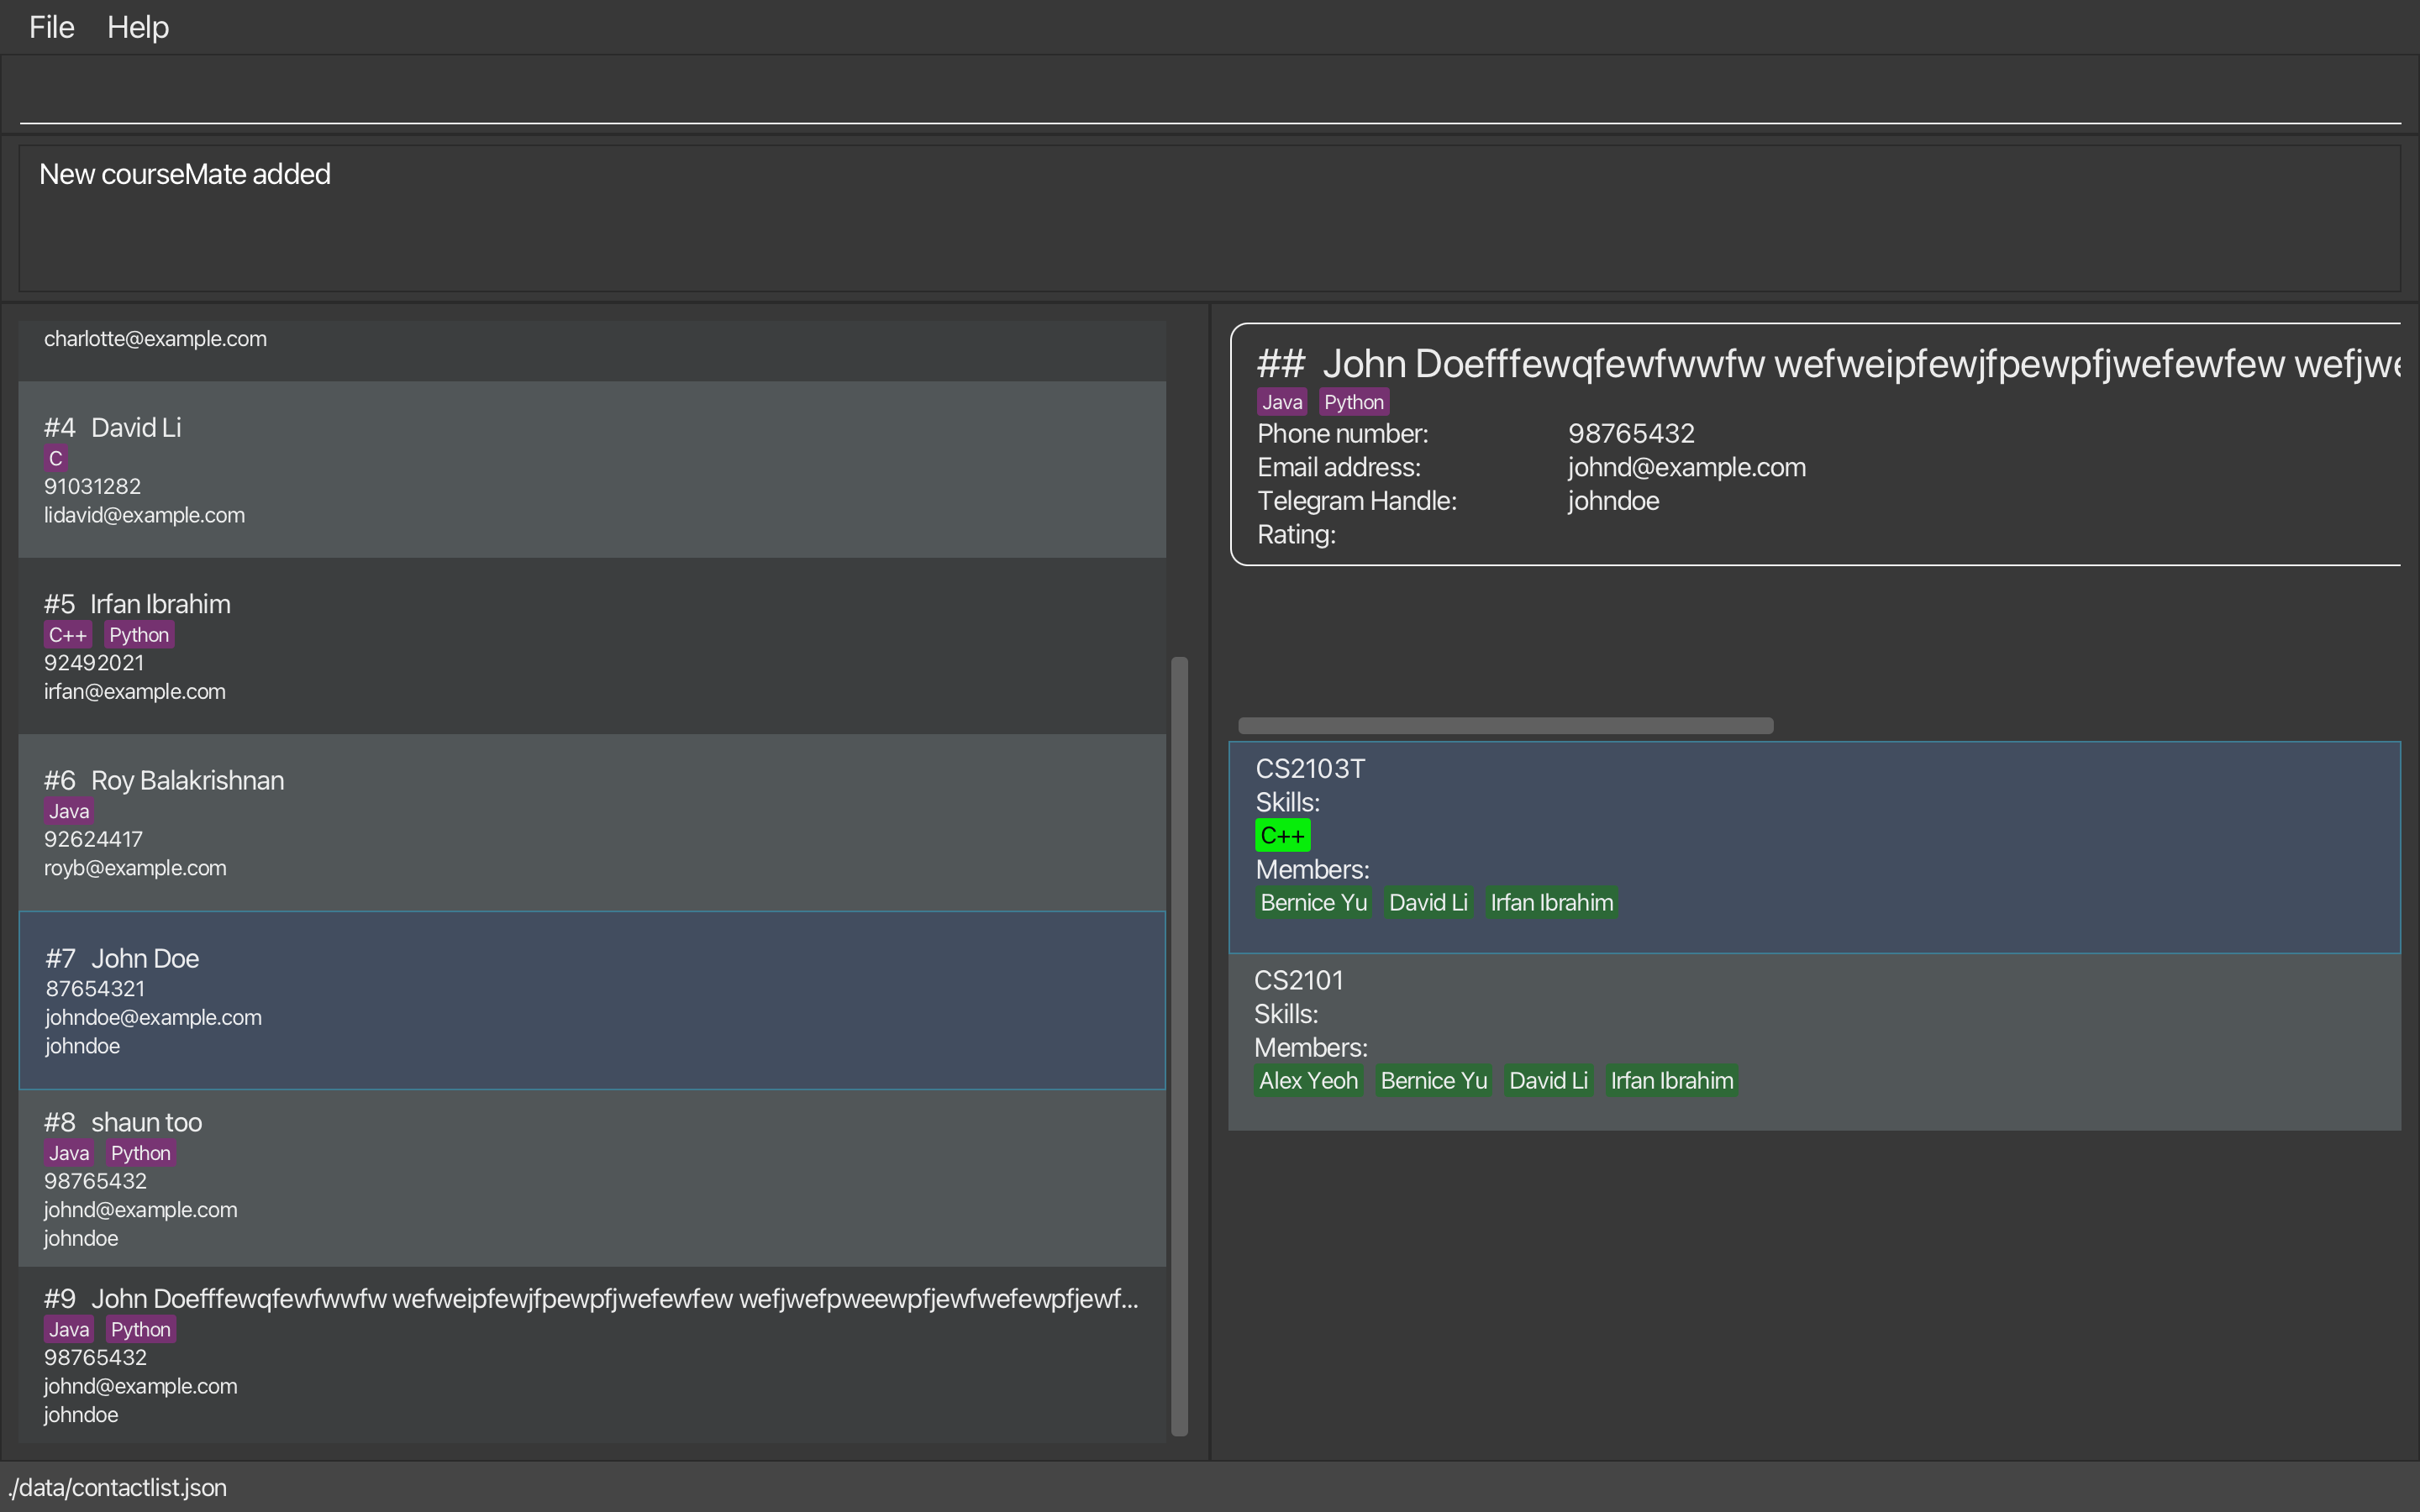 File Help
New courseMate added
charlotte@example.com
#4 David Li
C
91031282
lidavid@example.com
#5 Irfan Ibrahim
C++ Python
92492021
irfan@example.com
#6 Roy Balakrishnan
Java
92624417
royb@example.com
#7 John Doe
87654321
johndoe@example.com
johndoe
#8 shaun too
Java Python
98765432
johnd@example.com
johndoe
#9 John Doefffewqfewfwwfw wefweipfewjfpewpfjwefewfew wefjwefpweewpfjewfwefewpfjewf...
Java Python
98765432
johnd@example.com
johndoe
## John Doefffewqfewfwwfw wefweipfewjfpewpfjwefewfew wefjwe
Java Python
Phone number: 98765432
Email address: johnd@example.com
Telegram Handle: johndoe
Rating:
CS2103T
Skills:
C++
Members:
Bernice Yu David Li Irfan Ibrahim
CS2101
Skills:
Members:
Alex Yeoh Bernice Yu David Li Irfan Ibrahim
./data/contactlist.json